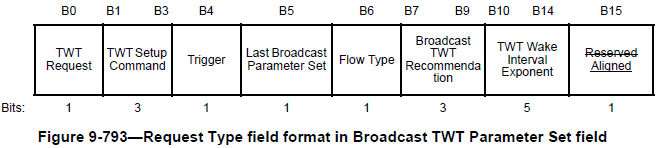 B0 B1 B3 B4 B5 B6 B7 B9 B10 B14 B15
TWT
Request
TWT Setup
Command
Trigger
Last Broadcast
Parameter Set
Flow Type
Broadcast
TWT
Recommenda
tion
TWT Wake
Interval
Exponent
Reserved
Aligned
Bits: 1 3 1 1 1 3 5 1
Figure 9-793—Request Type field format in Broadcast TWT Parameter Set field